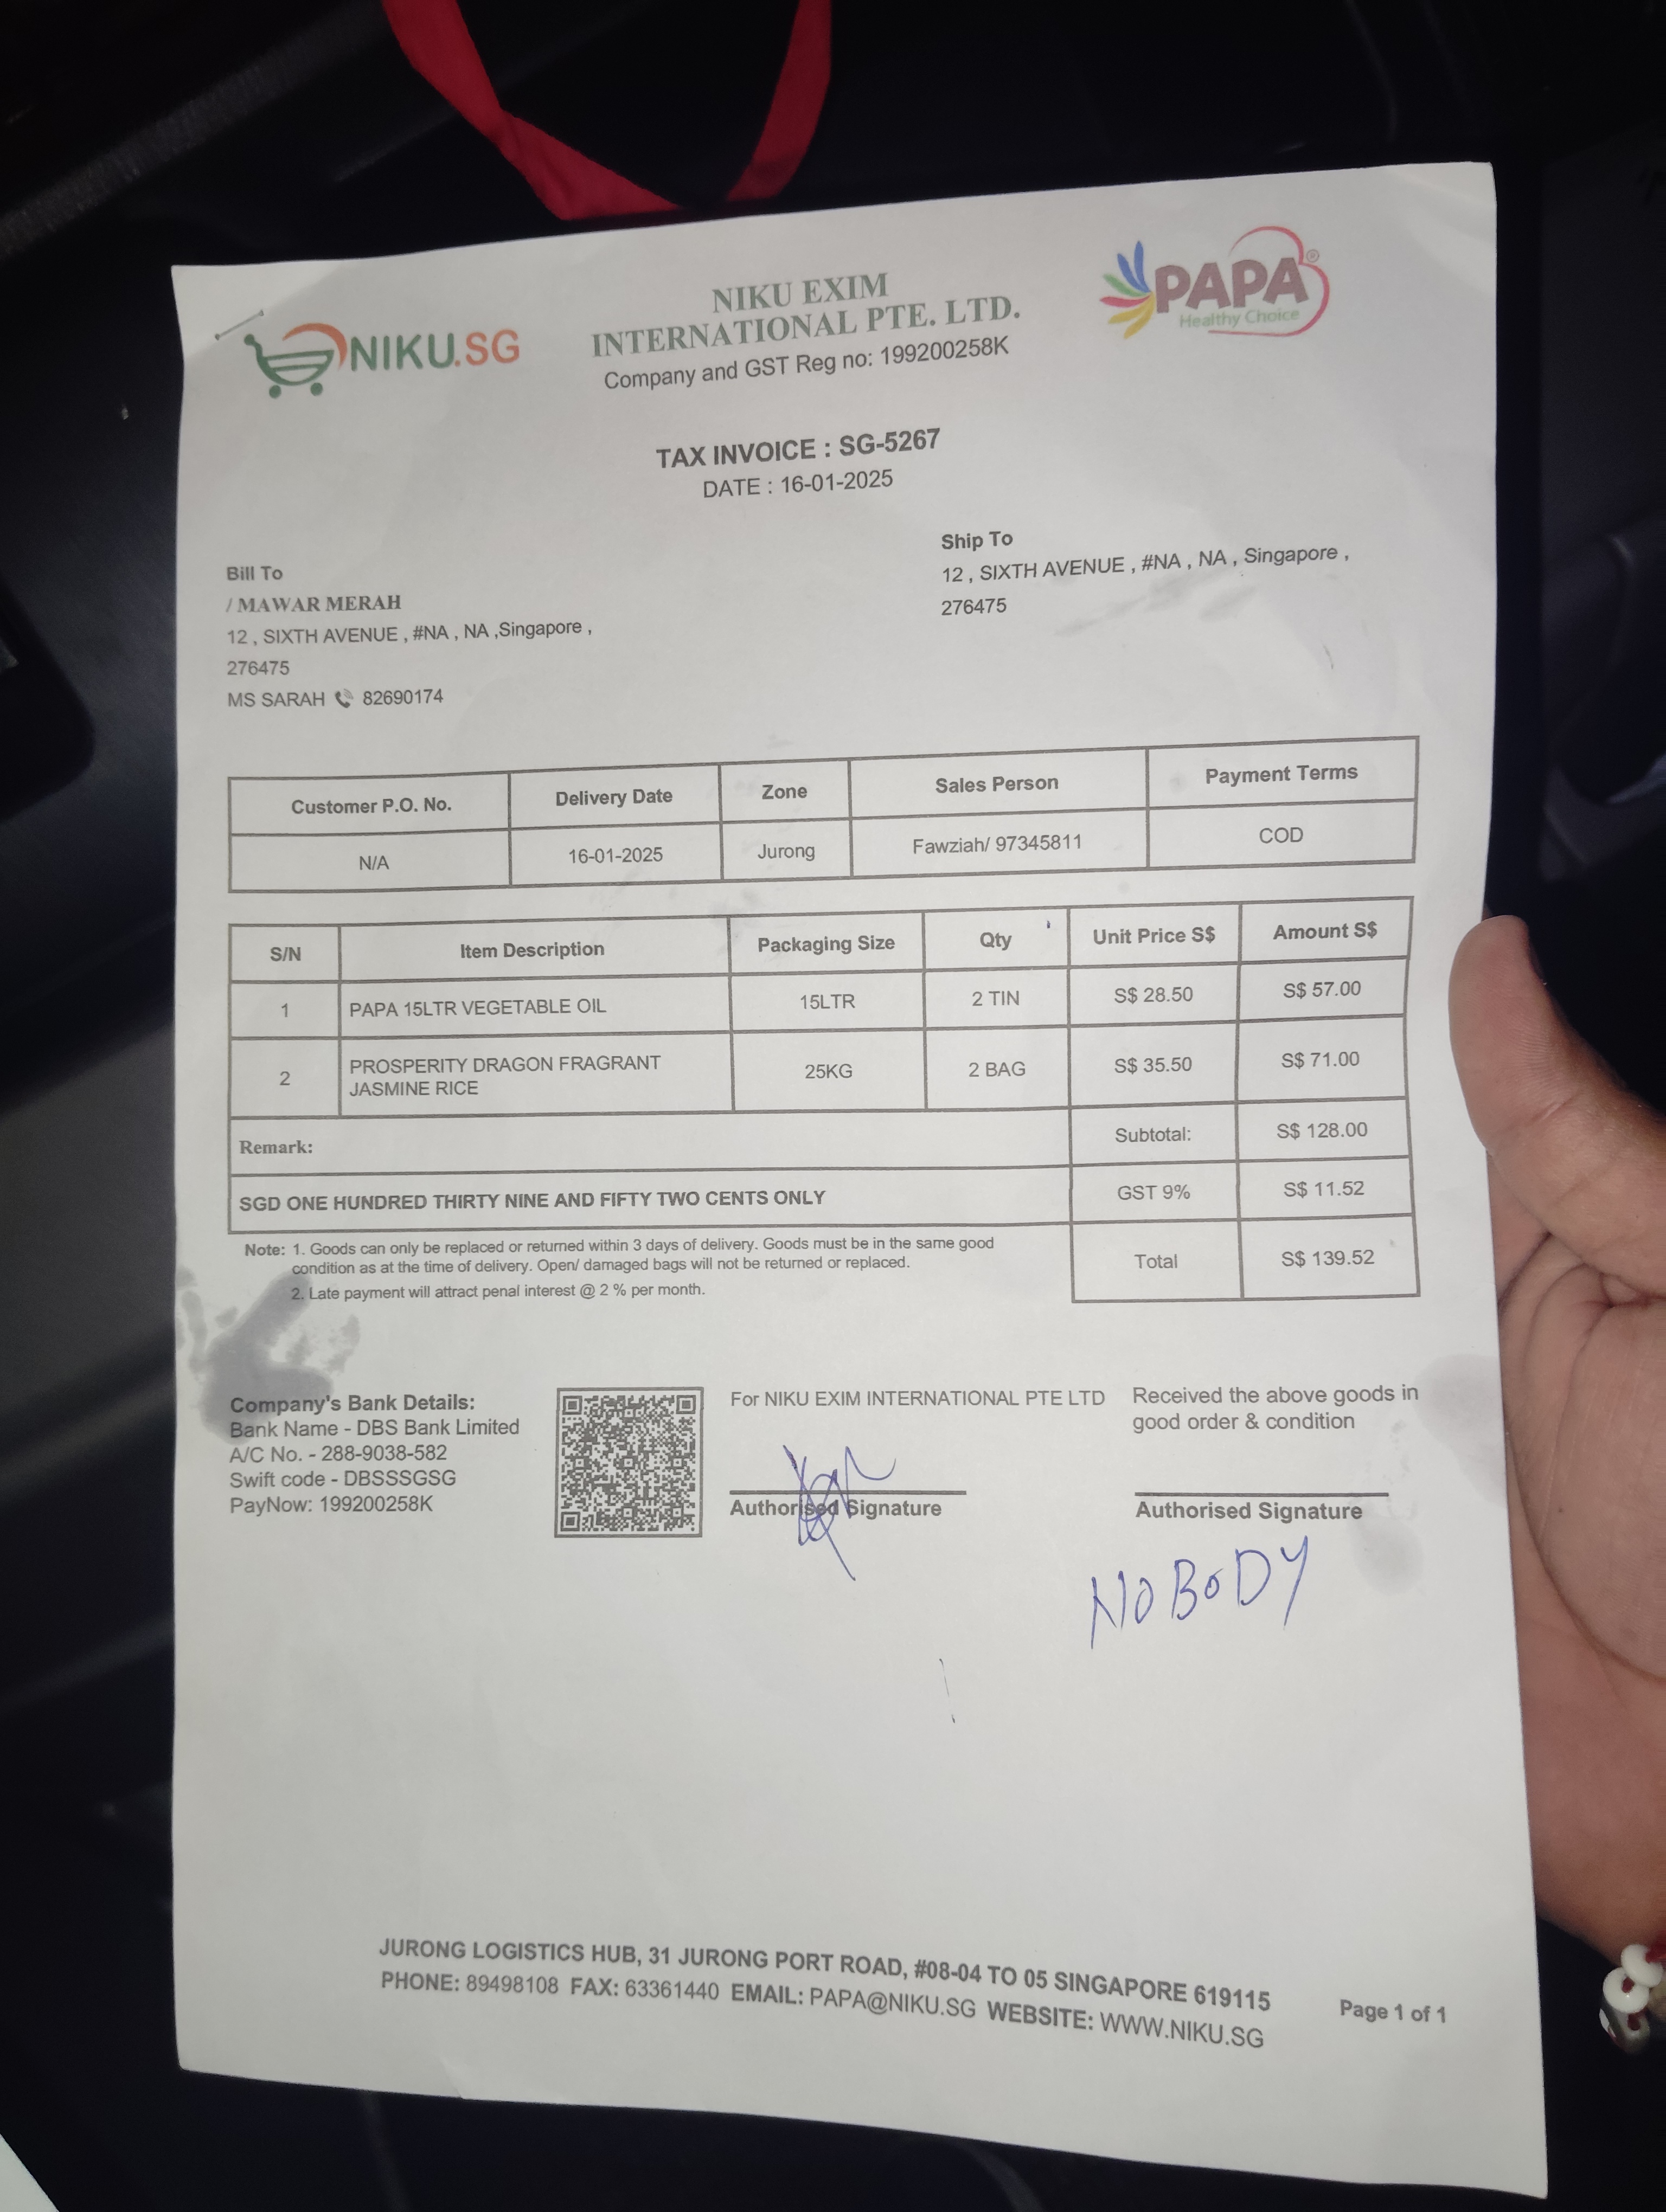 NIKU.SG
NIKU EXIM
INTERNATIONAL PTE. LTD.
Company and GST Reg no: 199200258K
PAPA®
Healthy Choice
TAX INVOICE : SG-5267
DATE : 16-01-2025
Bill To
/ MAWAR MERAH
12 , SIXTH AVENUE , #NA , NA ,Singapore ,
276475
MS SARAH 82690174
Ship To
12 , SIXTH AVENUE , #NA , NA , Singapore ,
276475
Customer P.O. No. Delivery Date Zone Sales Person Payment Terms
N/A 16-01-2025 Jurong Fawziah/ 97345811 COD
S/N Item Description Packaging Size Qty Unit Price S$ Amount S$
1 PAPA 15LTR VEGETABLE OIL 15LTR 2 TIN S$ 28.50 S$ 57.00
2 PROSPERITY DRAGON FRAGRANT
JASMINE RICE 25KG 2 BAG S$ 35.50 S$ 71.00
Remark: Subtotal: S$ 128.00
SGD ONE HUNDRED THIRTY NINE AND FIFTY TWO CENTS ONLY GST 9% S$ 11.52
Total S$ 139.52
Note: 1. Goods can only be replaced or returned within 3 days of delivery. Goods must be in the same good
condition as at the time of delivery. Open/ damaged bags will not be returned or replaced.
2. Late payment will attract penal interest @ 2 % per month.
Company's Bank Details:
Bank Name - DBS Bank Limited
A/C No. - 288-9038-582
Swift code - DBSSSGSG
PayNow: 199200258K
For NIKU EXIM INTERNATIONAL PTE LTD
Authorised Signature
Received the above goods in
good order & condition
Authorised Signature
NOBODY
JURONG LOGISTICS HUB, 31 JURONG PORT ROAD, #08-04 TO 05 SINGAPORE 619115
PHONE: 89498108 FAX: 63361440 EMAIL: PAPA@NIKU.SG WEBSITE: WWW.NIKU.SG
Page 1 of 1